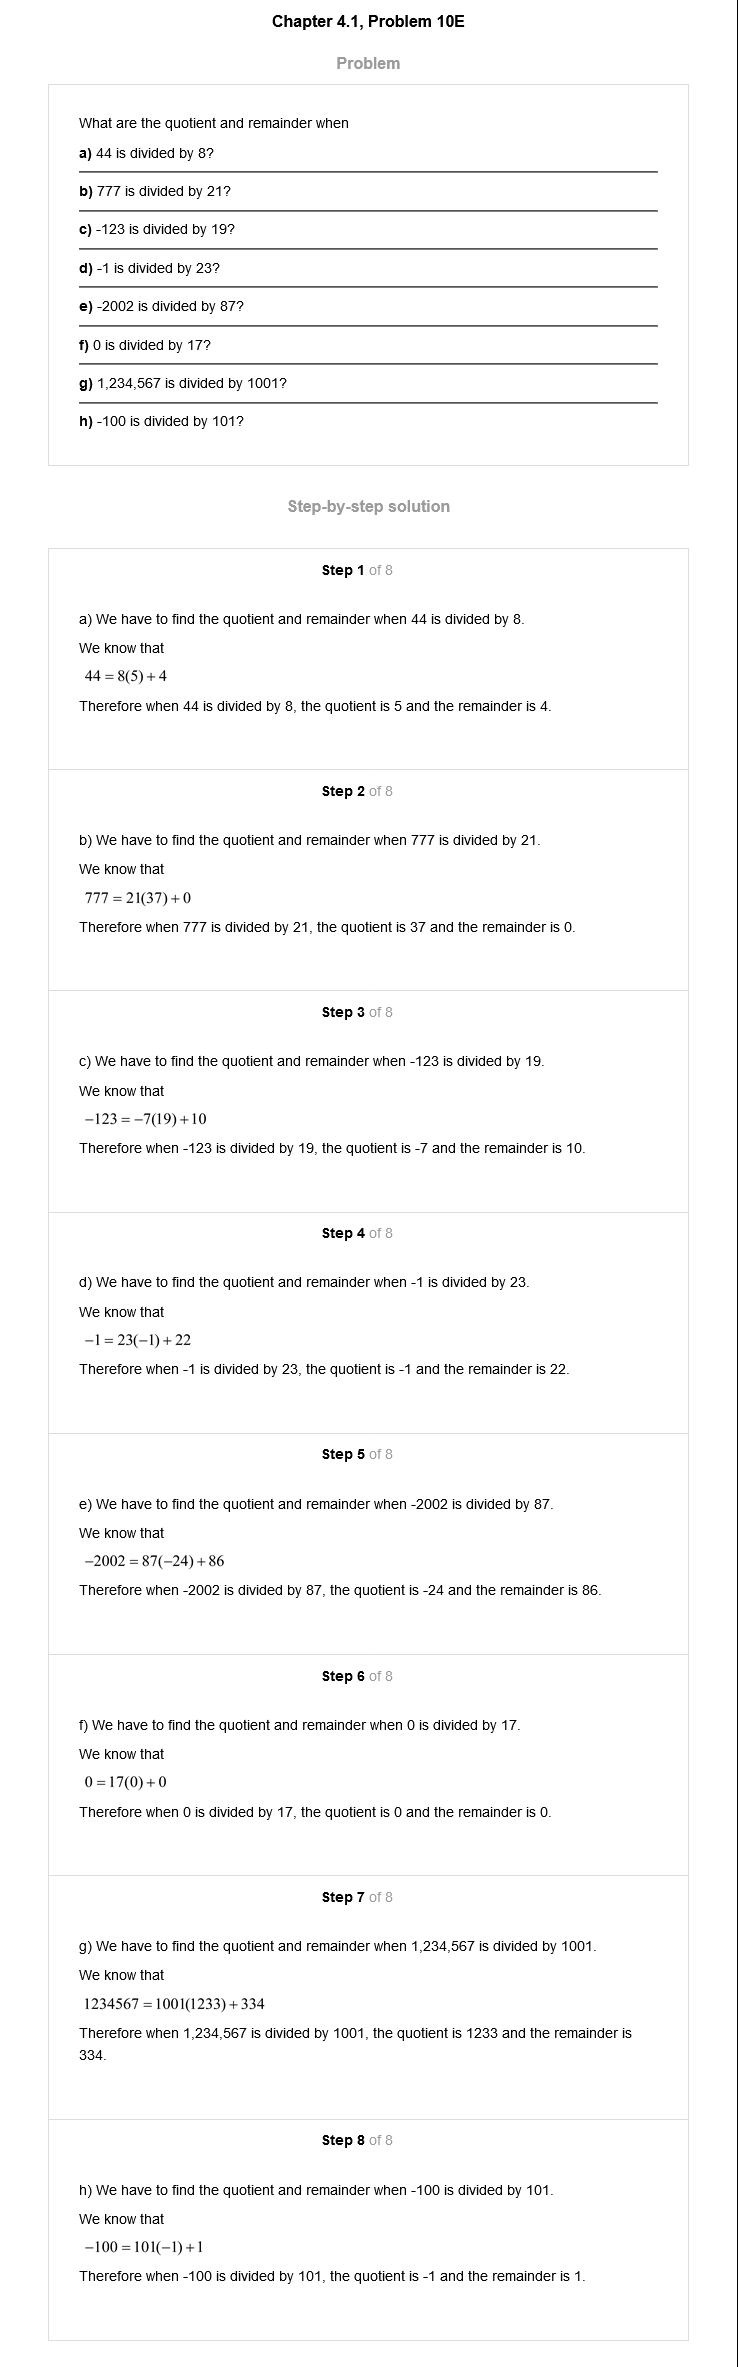 Chapter 4.1, Problem 10E
Problem
What are the quotient and remainder when
a) 44 is divided by 8?
b) 777 is divided by 21?
c) -123 is divided by 19?
d) -1 is divided by 23?
e) -2002 is divided by 87?
f) 0 is divided by 17?
g) 1,234,567 is divided by 1001?
h) -100 is divided by 101?
Step-by-step solution
Step 1 of 8
a) We have to find the quotient and remainder when 44 is divided by 8.
We know that
44 = 8(5) + 4
Therefore when 44 is divided by 8, the quotient is 5 and the remainder is 4.
Step 2 of 8
b) We have to find the quotient and remainder when 777 is divided by 21.
We know that
777 = 21(37) + 0
Therefore when 777 is divided by 21, the quotient is 37 and the remainder is 0.
Step 3 of 8
c) We have to find the quotient and remainder when -123 is divided by 19.
We know that
−123 = −7(19) + 10
Therefore when -123 is divided by 19, the quotient is -7 and the remainder is 10.
Step 4 of 8
d) We have to find the quotient and remainder when -1 is divided by 23.
We know that
−1 = 23(−1) + 22
Therefore when -1 is divided by 23, the quotient is -1 and the remainder is 22.
Step 5 of 8
e) We have to find the quotient and remainder when -2002 is divided by 87.
We know that
−2002 = 87(−24) + 86
Therefore when -2002 is divided by 87, the quotient is -24 and the remainder is 86.
Step 6 of 8
f) We have to find the quotient and remainder when 0 is divided by 17.
We know that
0 = 17(0) + 0
Therefore when 0 is divided by 17, the quotient is 0 and the remainder is 0.
Step 7 of 8
g) We have to find the quotient and remainder when 1,234,567 is divided by 1001.
We know that
1234567 = 1001(1233) + 334
Therefore when 1,234,567 is divided by 1001, the quotient is 1233 and the remainder is
334.
Step 8 of 8
h) We have to find the quotient and remainder when -100 is divided by 101.
We know that
−100 = 101(−1) + 1
Therefore when -100 is divided by 101, the quotient is -1 and the remainder is 1.